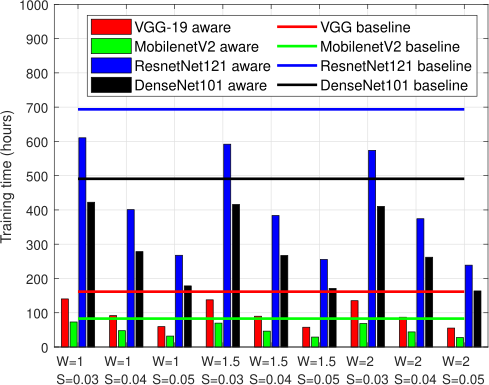 1000
900
800
700
600
500
400
300
200
100
0
Training time (hours)
VGG-19 aware
VGG baseline
MobilenetV2 aware
MobilenetV2 baseline
ResnetNet121 aware
ResnetNet121 baseline
DenseNet101 aware
DenseNet101 baseline
W=1 W=1 W=1 W=1.5 W=1.5 W=1.5 W=2 W=2 W=2
S=0.03 S=0.04 S=0.05 S=0.03 S=0.04 S=0.05 S=0.03 S=0.04 S=0.05